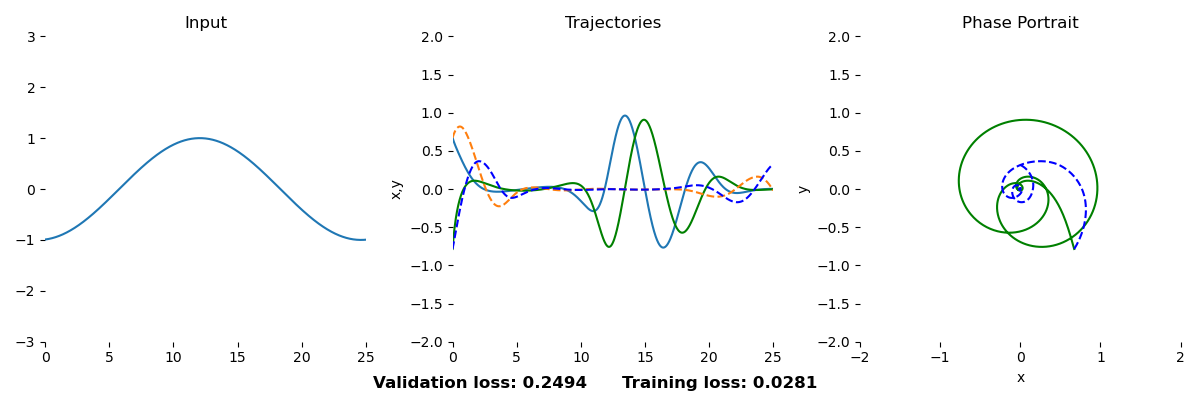 Input
3
2
1
0
−1
−2
−3
0 5 10 15 20 25
Trajectories
x,y
2.0
1.5
1.0
0.5
0.0
−0.5
−1.0
−1.5
−2.0
0 5 10 15 20 25
Phase Portrait
y
2.0
1.5
1.0
0.5
0.0
−0.5
−1.0
−1.5
−2.0
−2 −1 0 1 2
x
Validation loss: 0.2494 Training loss: 0.0281